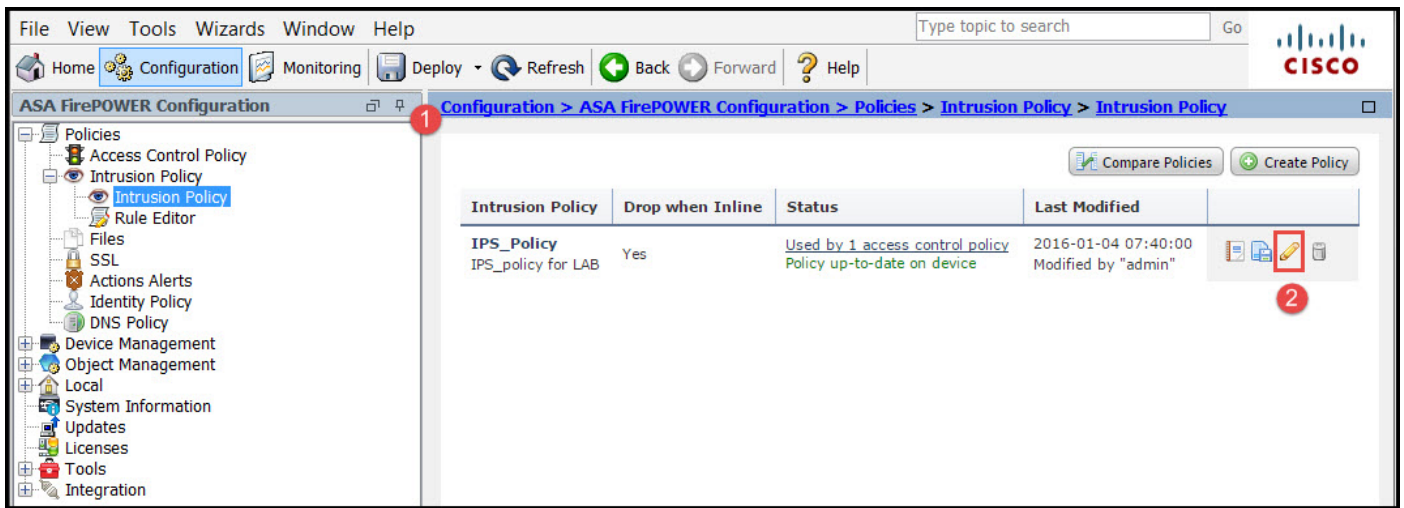 File View Tools Wizards Window Help
Type topic to search Go
Home Configuration Monitoring Deploy Refresh Back Forward Help
CISCO
ASA FirePOWER Configuration
1
Configuration > ASA FirePOWER Configuration > Policies > Intrusion Policy > Intrusion Policy
Policies
Access Control Policy
Intrusion Policy
Intrusion Policy
Rule Editor
Files
SSL
Actions Alerts
Identity Policy
DNS Policy
Device Management
Object Management
Local
System Information
Updates
Licenses
Tools
Integration
Compare Policies Create Policy
Intrusion Policy Drop when Inline Status Last Modified
IPS_Policy Yes Used by 1 access control policy 2016-01-04 07:40:00
IPS_policy for LAB Policy up-to-date on device Modified by "admin"
2